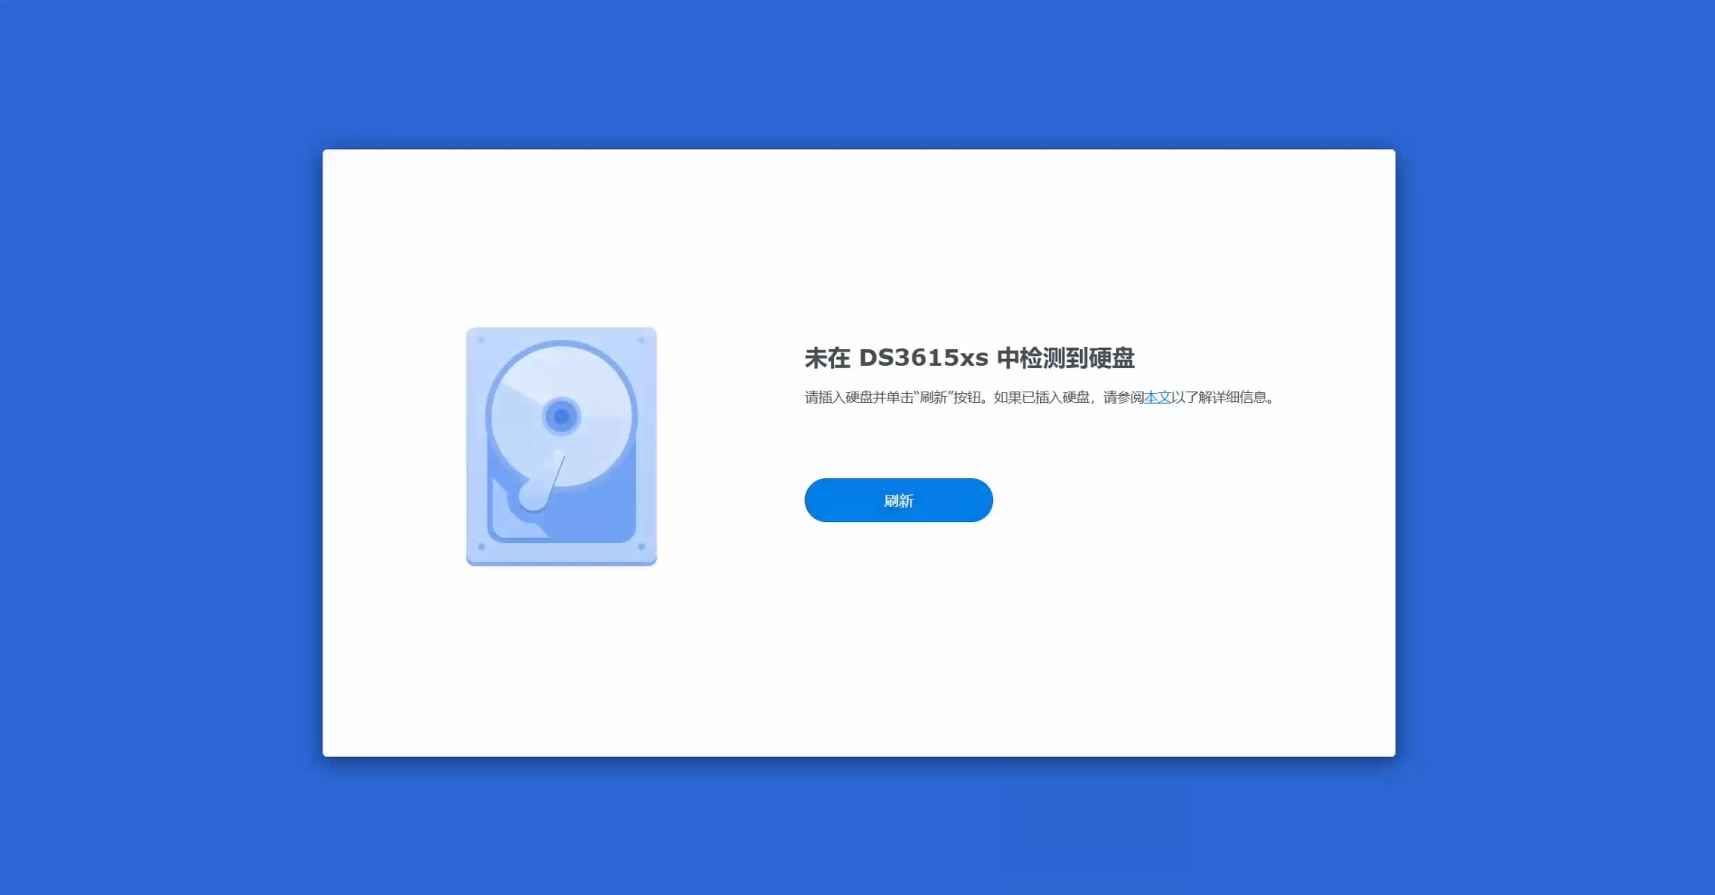 未在 DS3615xs 中检测到硬盘
请插入硬盘并单击“刷新”按钮。如果已插入硬盘，请参阅本文以了解详细信息。
刷新